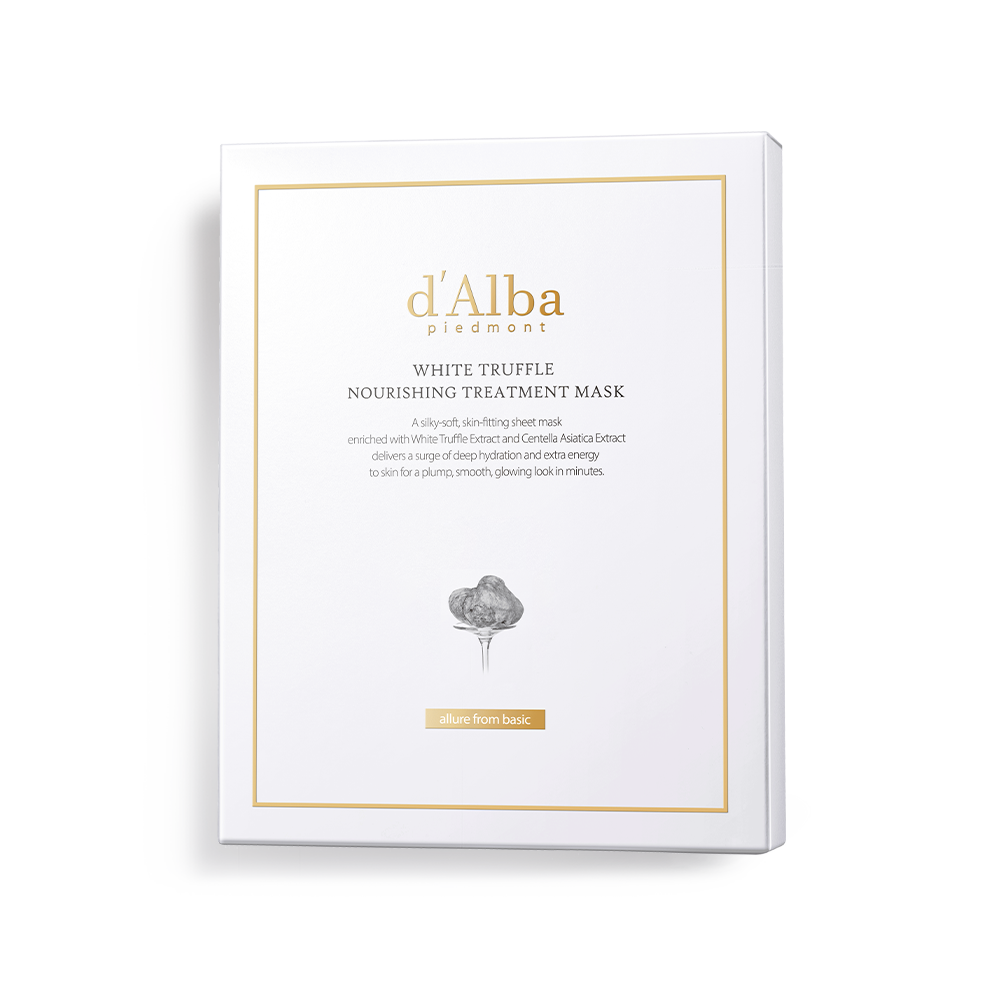 d'Alba
piedmont
WHITE TRUFFLE
NOURISHING TREATMENT MASK
A silky-soft, skin-fitting sheet mask
enriched with White Truffle Extract and Centella Asiatica Extract
delivers a surge of deep hydration and extra energy
to skin for a plump, smooth, glowing look in minutes.
allure from basic